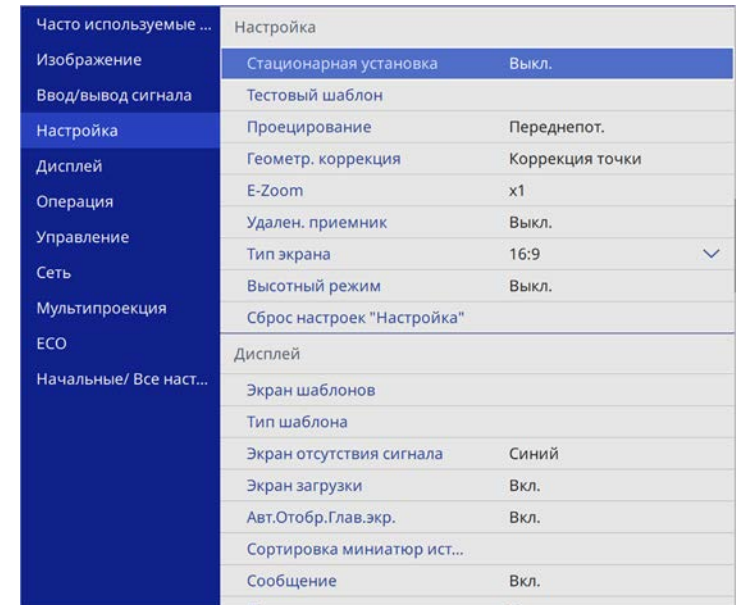 Часто используемые ...
Изображение
Ввод/вывод сигнала
Настройка
Дисплей
Операция
Управление
Сеть
Мультипроекция
ECO
Начальные/ Все наст...
Настройка
Стационарная установка Выкл.
Тестовый шаблон
Проецирование Переднепот.
Геометр. коррекция Коррекция точки
E-Zoom x1
Удален. приемник Выкл.
Тип экрана 16:9
Высотный режим Выкл.
Сброс настроек "Настройка"
Дисплей
Экран шаблонов
Тип шаблона
Экран отсутствия сигнала Синий
Экран загрузки Вкл.
Авт.Отобр.Глав.экр. Вкл.
Сортировка миниатюр ист...
Сообщение Вкл.